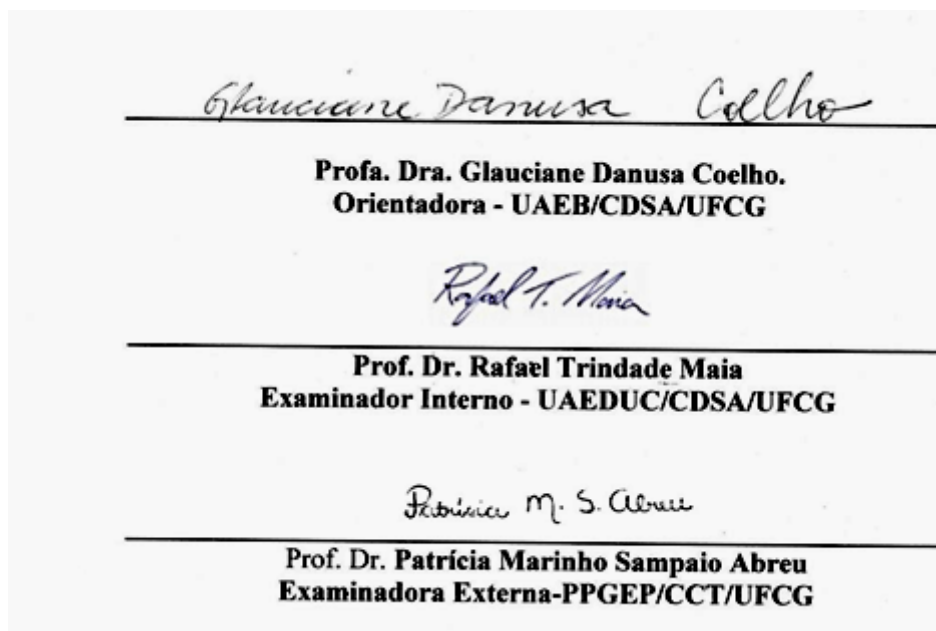 Glauciane Danusa Coelho
Profa. Dra. Glauciane Danusa Coelho.
Orientadora - UAEB/CDSA/UFCG
Rafael T. Maia
Prof. Dr. Rafael Trindade Maia
Examinador Interno - UAEDUC/CDSA/UFCG
Patrícia M. S. Abreu
Prof. Dr. Patrícia Marinho Sampaio Abreu
Examinadora Externa-PPGEP/CCT/UFCG